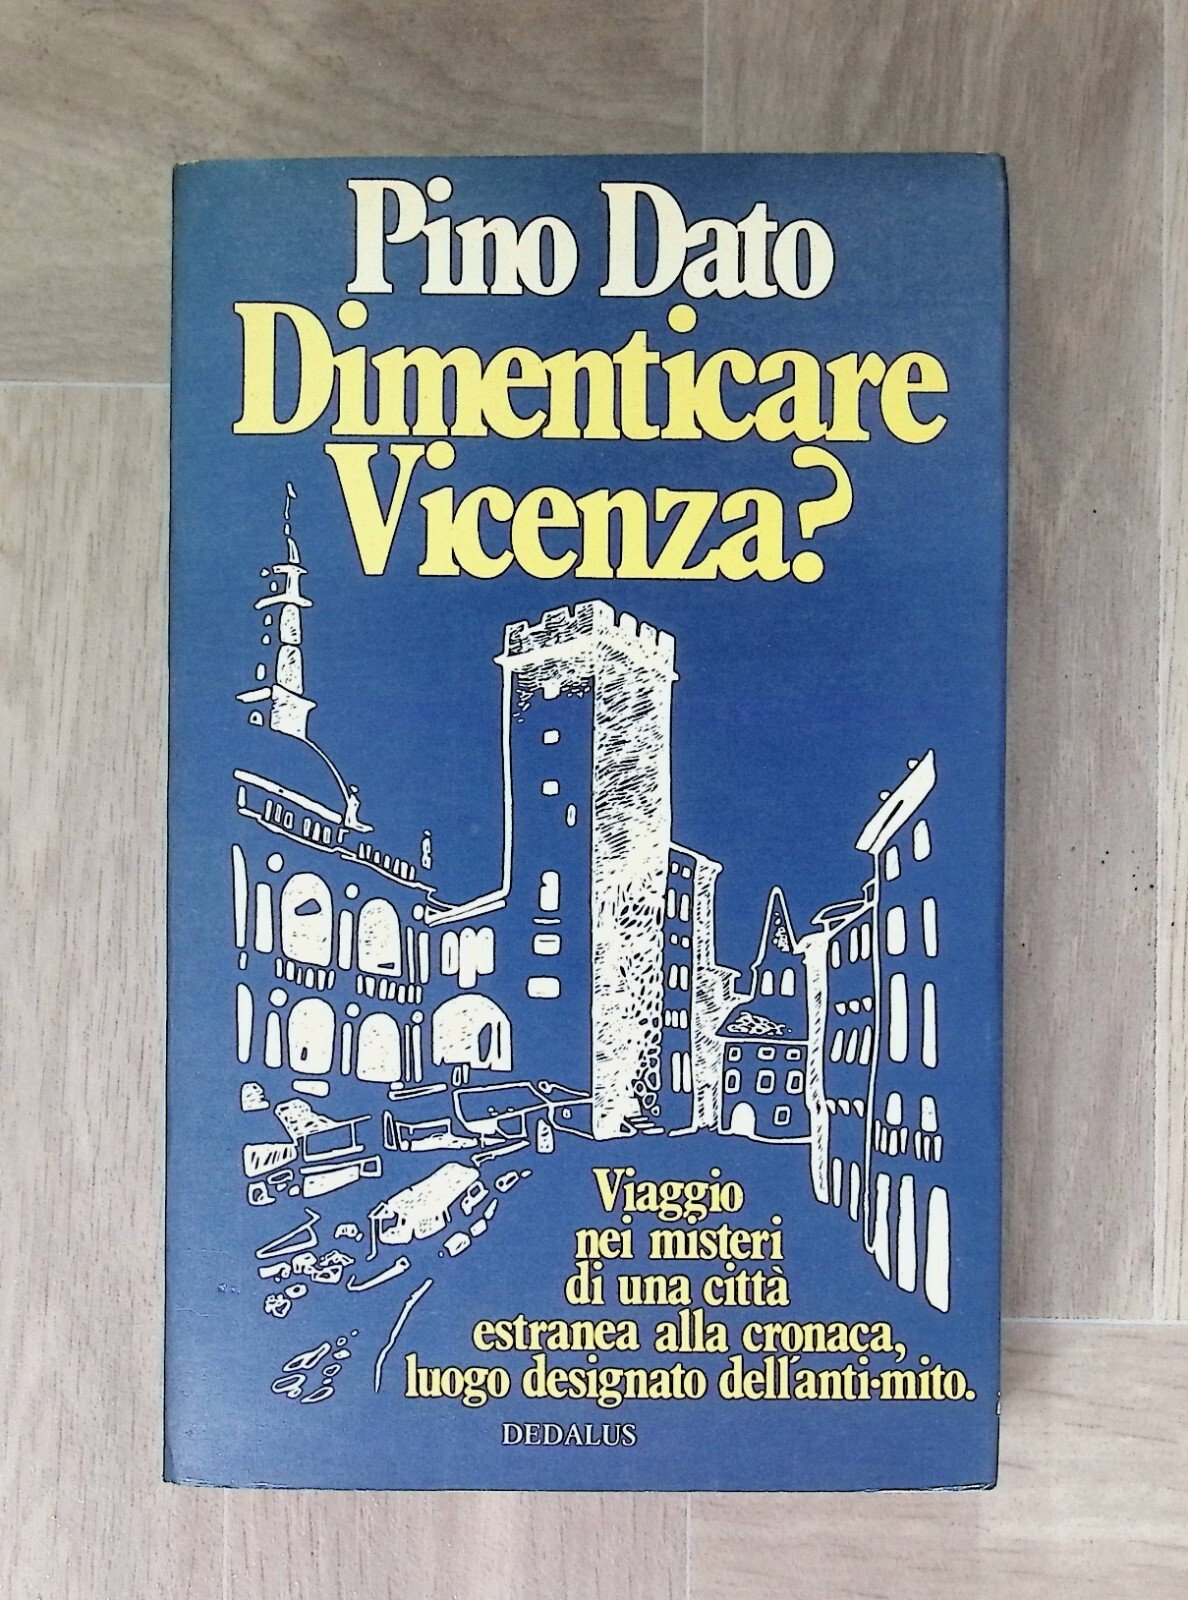 Pino Dato
Dimenticare
Vicenza?
Viaggio
nei misteri
di una città
estranea alla cronaca,
luogo designato dell'anti-mito.
DEDALUS